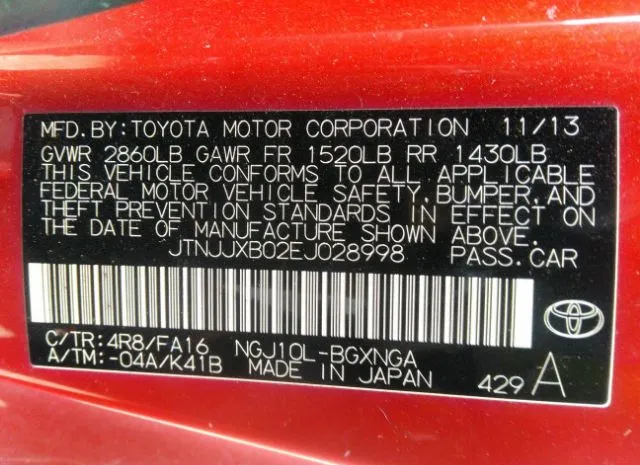 MFD.BY:TOYOTA MOTOR CORPORATION 11/13
GVWR 2860LB GAWR FR 1520LB RR 1430LB
THIS VEHICLE CONFORMS TO ALL APPLICABLE
FEDERAL MOTOR VEHICLE SAFETY,BUMPER,AND
THEFT PREVENTION STANDARDS IN EFFECT ON
THE DATE OF MANUFACTURE SHOWN ABOVE.
JTNJJXB02EJ028998 PASS.CAR
C/TR:4R8/FA16 NGJ10L-BGXNGA
A/TM:-04A/K41B MADE IN JAPAN 429 A